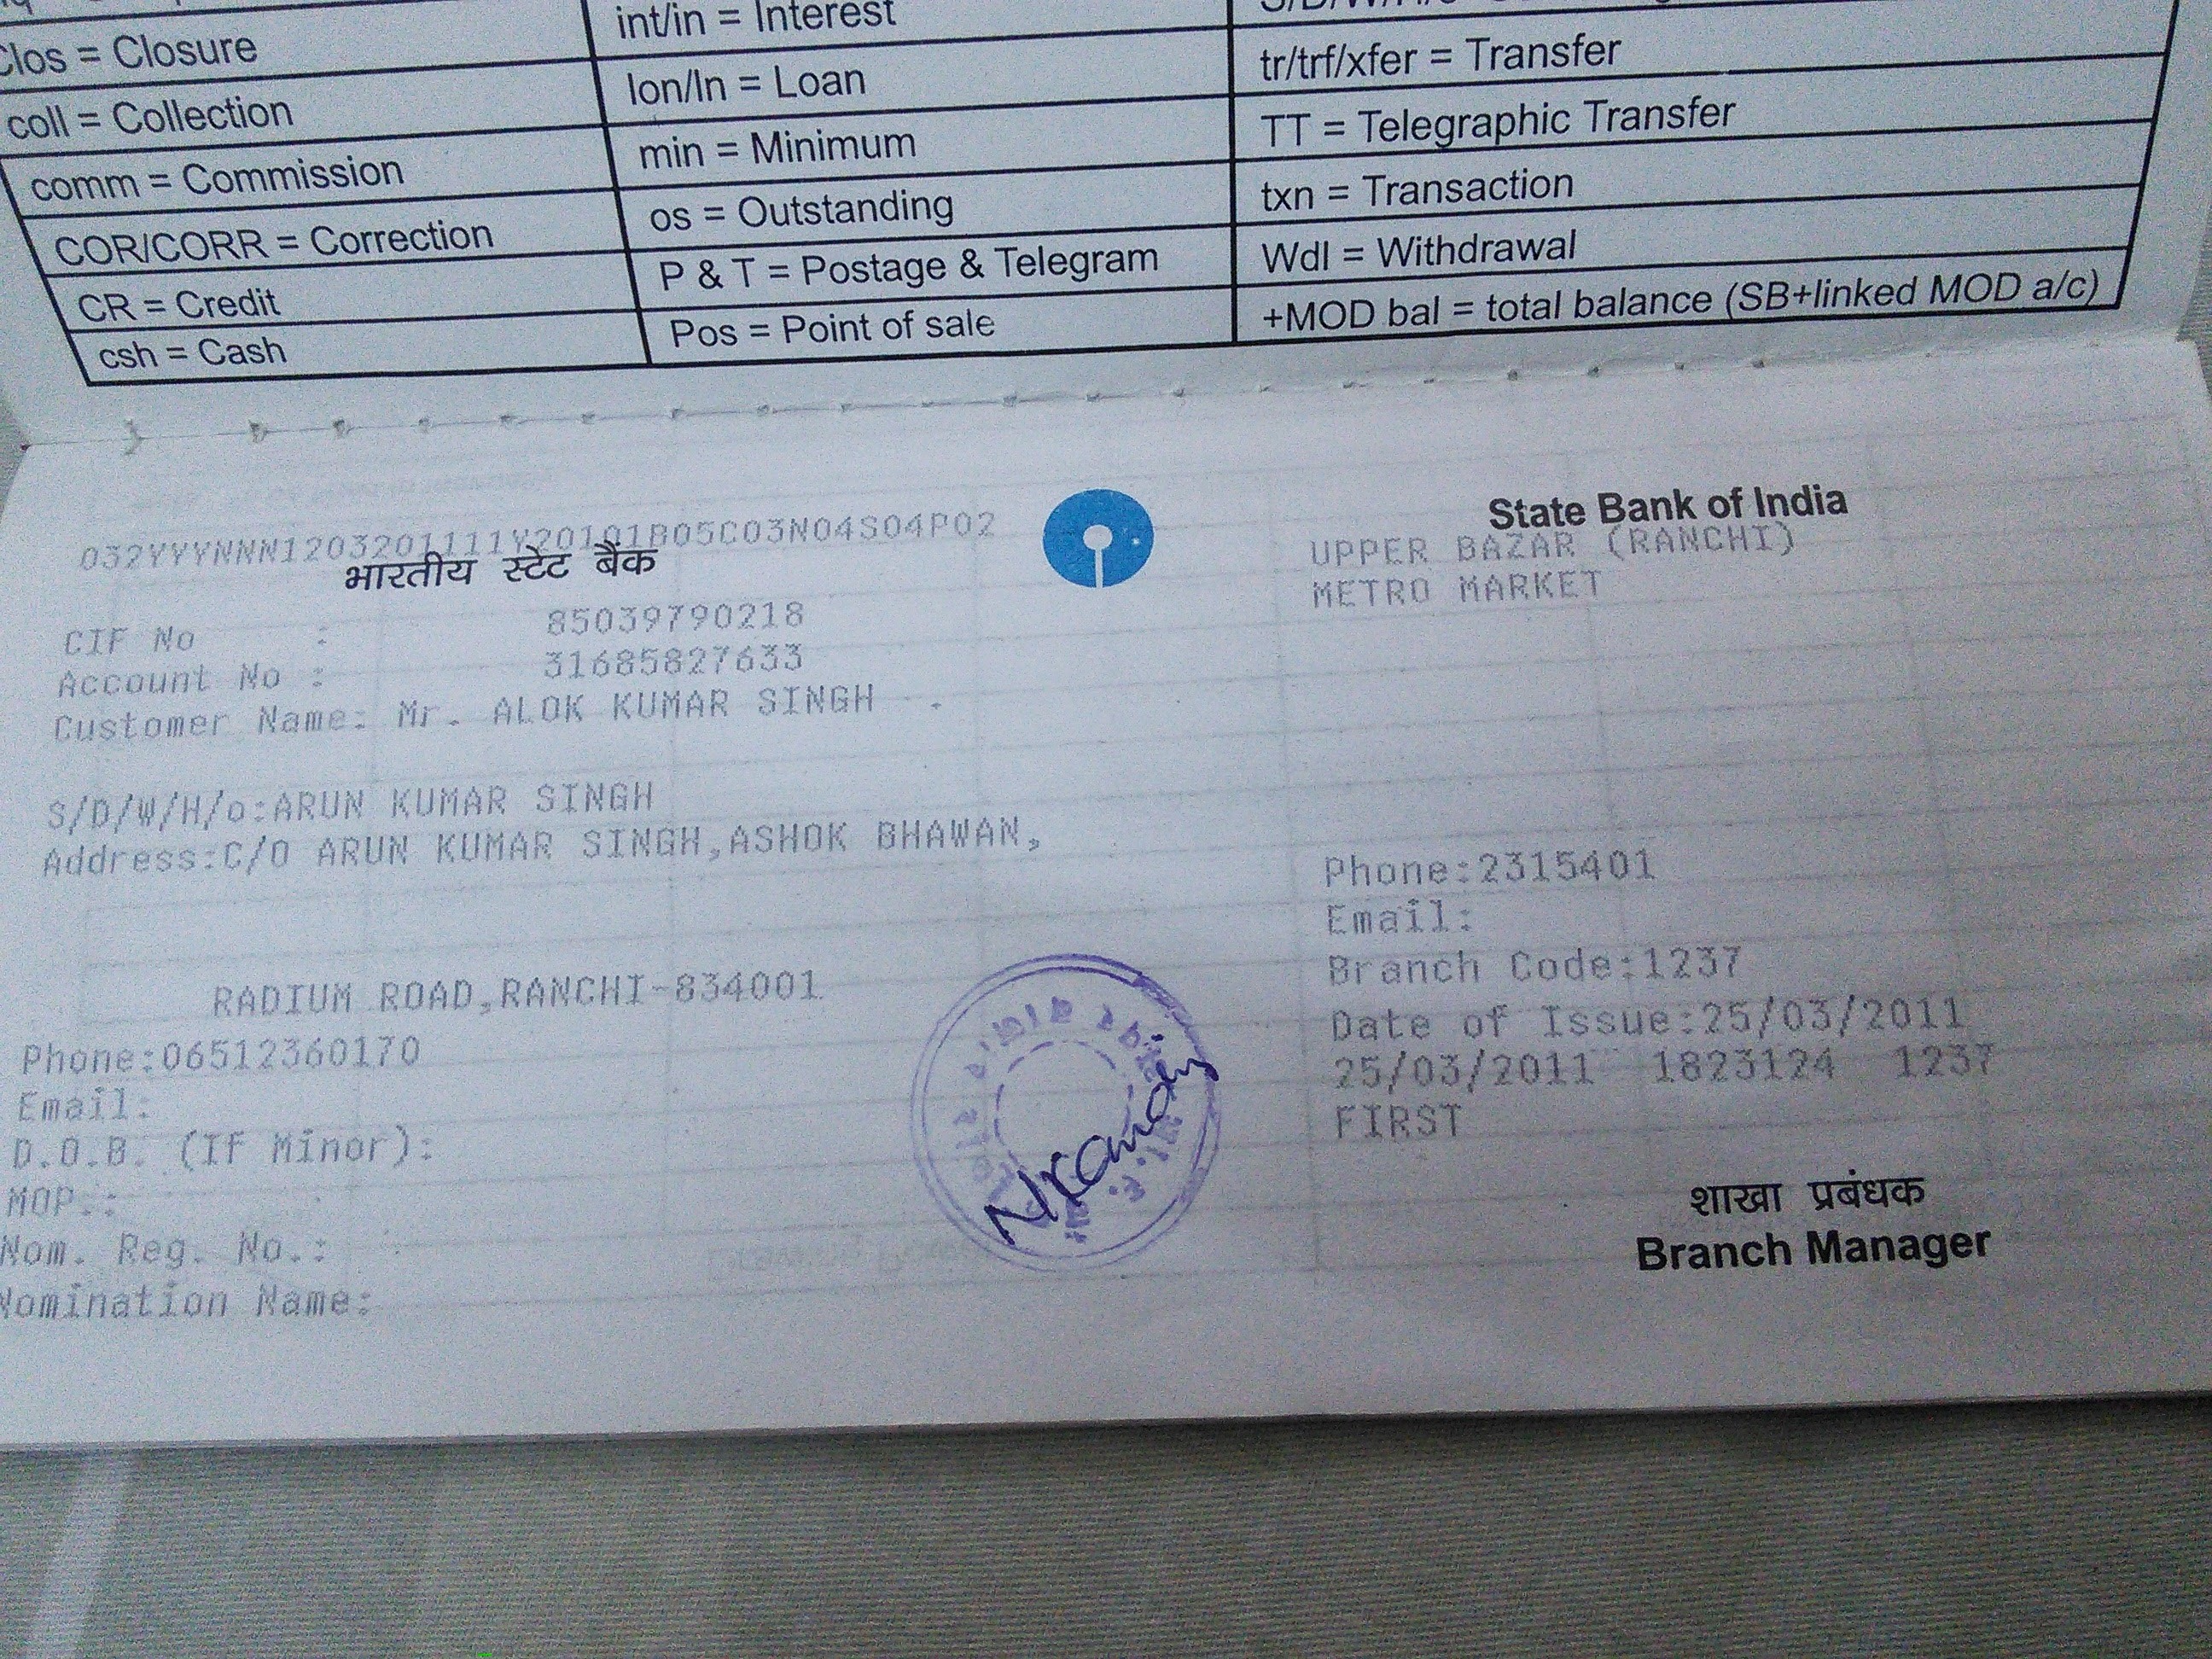 Clos = Closure
coll = Collection
comm = Commission
COR/CORR = Correction
CR = Credit
csh = Cash
int/in = Interest
lon/ln = Loan
min = Minimum
os = Outstanding
P & T = Postage & Telegram
Pos = Point of sale
tr/trf/xfer = Transfer
TT = Telegraphic Transfer
txn = Transaction
Wdl = Withdrawal
+MOD bal = total balance (SB+linked MOD a/c)
032YYYNNN1203201111Y20101B05C03N04S04P02
भारतीय स्टेट बैंक
CIF No : 85039790218
Account No : 31685827633
Customer Name: Mr. ALOK KUMAR SINGH .
S/D/W/H/o:ARUN KUMAR SINGH
Address:C/O ARUN KUMAR SINGH,ASHOK BHAWAN,
RADIUM ROAD,RANCHI-834001
Phone:06512360170
Email:
D.O.B. (If Minor):
MOP.:
Nom. Reg. No.:
Nomination Name:
State Bank of India
UPPER BAZAR (RANCHI)
METRO MARKET
Phone:2315401
Email:
Branch Code:1237
Date of Issue:25/03/2011
25/03/2011 1823124 1237
FIRST
शाखा प्रबंधक
Branch Manager